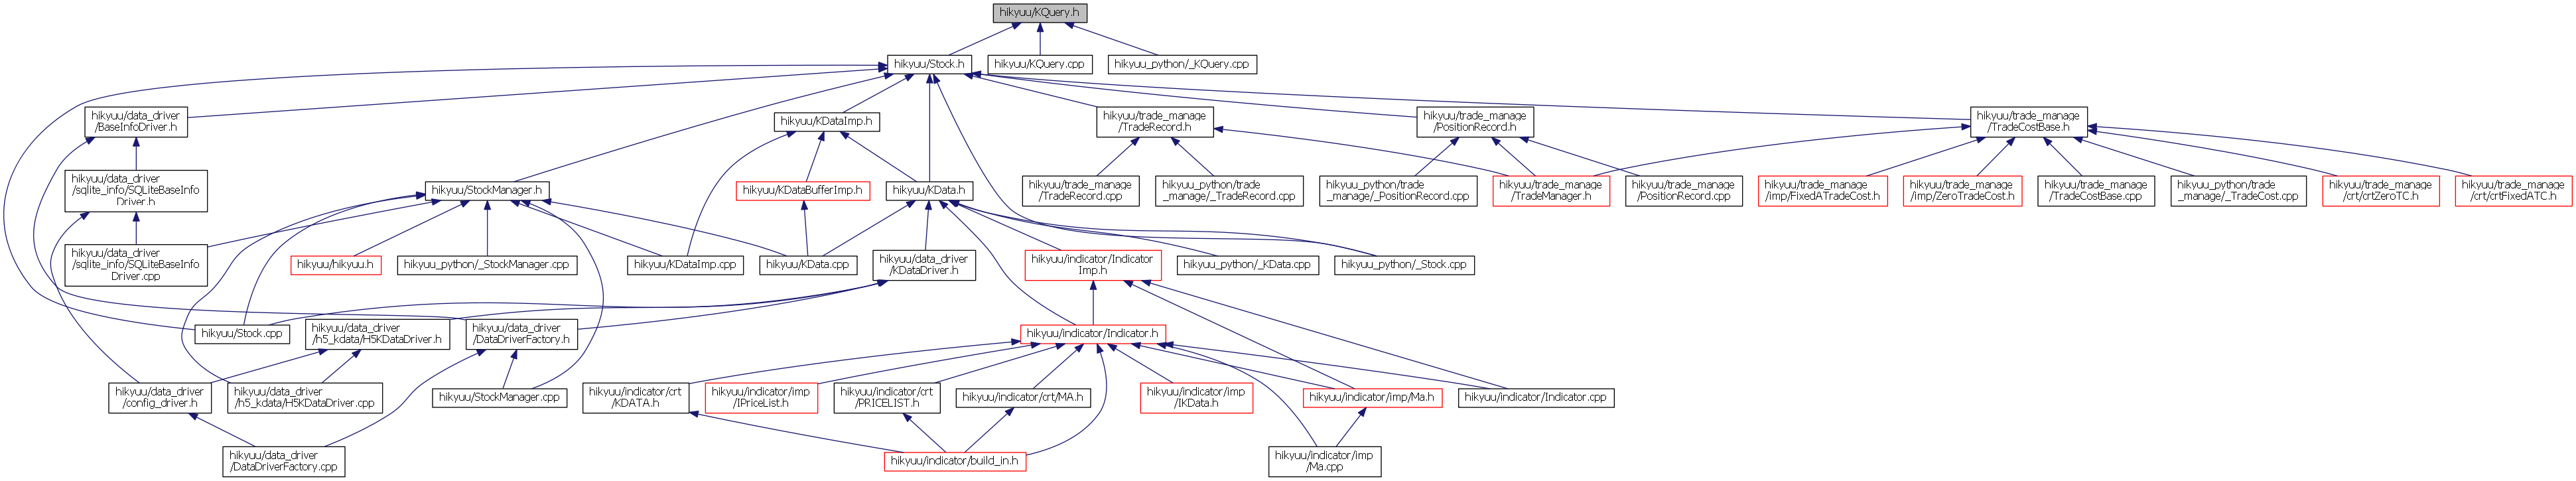 hikyuu/KQuery.h
hikyuu/Stock.h
hikyuu/KQuery.cpp
hikyuu_python/_KQuery.cpp
hikyuu/data_driver
/BaseInfoDriver.h
hikyuu/KDataImp.h
hikyuu/trade_manage
/TradeRecord.h
hikyuu/trade_manage
/PositionRecord.h
hikyuu/trade_manage
/TradeCostBase.h
hikyuu/data_driver
/sqlite_info/SQLiteBaseInfo
Driver.h
hikyuu/StockManager.h
hikyuu/KDataBufferImp.h
hikyuu/KData.h
hikyuu/trade_manage
/TradeRecord.cpp
hikyuu_python/trade
_manage/_TradeRecord.cpp
hikyuu_python/trade
_manage/_PositionRecord.cpp
hikyuu/trade_manage
/TradeManager.h
hikyuu/trade_manage
/PositionRecord.cpp
hikyuu/trade_manage
/imp/FixedATradeCost.h
hikyuu/trade_manage
/imp/ZeroTradeCost.h
hikyuu/trade_manage
/TradeCostBase.cpp
hikyuu_python/trade
_manage/_TradeCost.cpp
hikyuu/trade_manage
/crt/crtZeroTC.h
hikyuu/trade_manage
/crt/crtFixedATC.h
hikyuu/data_driver
/sqlite_info/SQLiteBaseInfo
Driver.cpp
hikyuu/hikyuu.h
hikyuu_python/_StockManager.cpp
hikyuu/KDataImp.cpp
hikyuu/KData.cpp
hikyuu/data_driver
/KDataDriver.h
hikyuu/indicator/Indicator
Imp.h
hikyuu_python/_KData.cpp
hikyuu_python/_Stock.cpp
hikyuu/Stock.cpp
hikyuu/data_driver
/h5_kdata/H5KDataDriver.h
hikyuu/data_driver
/DataDriverFactory.h
hikyuu/indicator/Indicator.h
hikyuu/data_driver
/config_driver.h
hikyuu/data_driver
/h5_kdata/H5KDataDriver.cpp
hikyuu/StockManager.cpp
hikyuu/indicator/crt
/KDATA.h
hikyuu/indicator/imp
/IPriceList.h
hikyuu/indicator/crt
/PRICELIST.h
hikyuu/indicator/crt/MA.h
hikyuu/indicator/imp
/IKData.h
hikyuu/indicator/imp/Ma.h
hikyuu/indicator/Indicator.cpp
hikyuu/data_driver
/DataDriverFactory.cpp
hikyuu/indicator/build_in.h
hikyuu/indicator/imp
/Ma.cpp